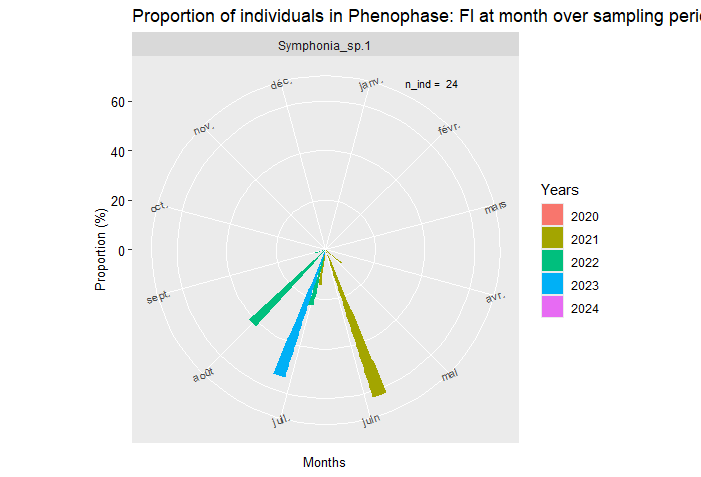 Proportion of individuals in Phenophase: Fl at month over sampling peri
Symphonia_sp.1
n_ind = 24
déc.
janv.
nov.
févr.
oct.
mars
sept.
avr.
août
mai
juil.
juin
60
40
20
0
Proportion (%)
Months
Years
2020
2021
2022
2023
2024